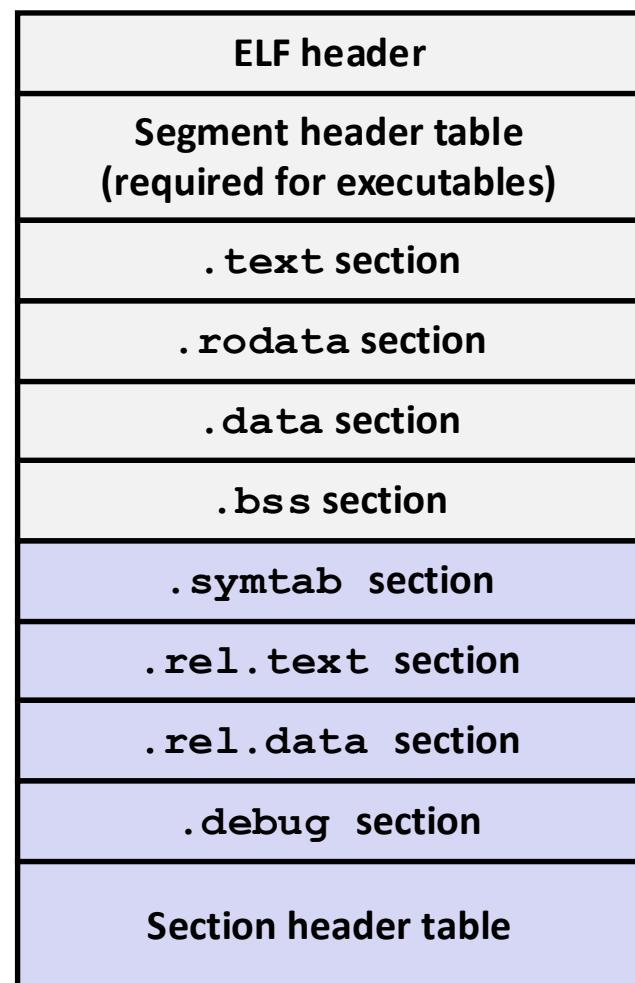 ELF header
Segment header table
(required for executables)
.text section
.rodata section
.data section
.bss section
.symtab section
.rel.text section
.rel.data section
.debug section
Section header table